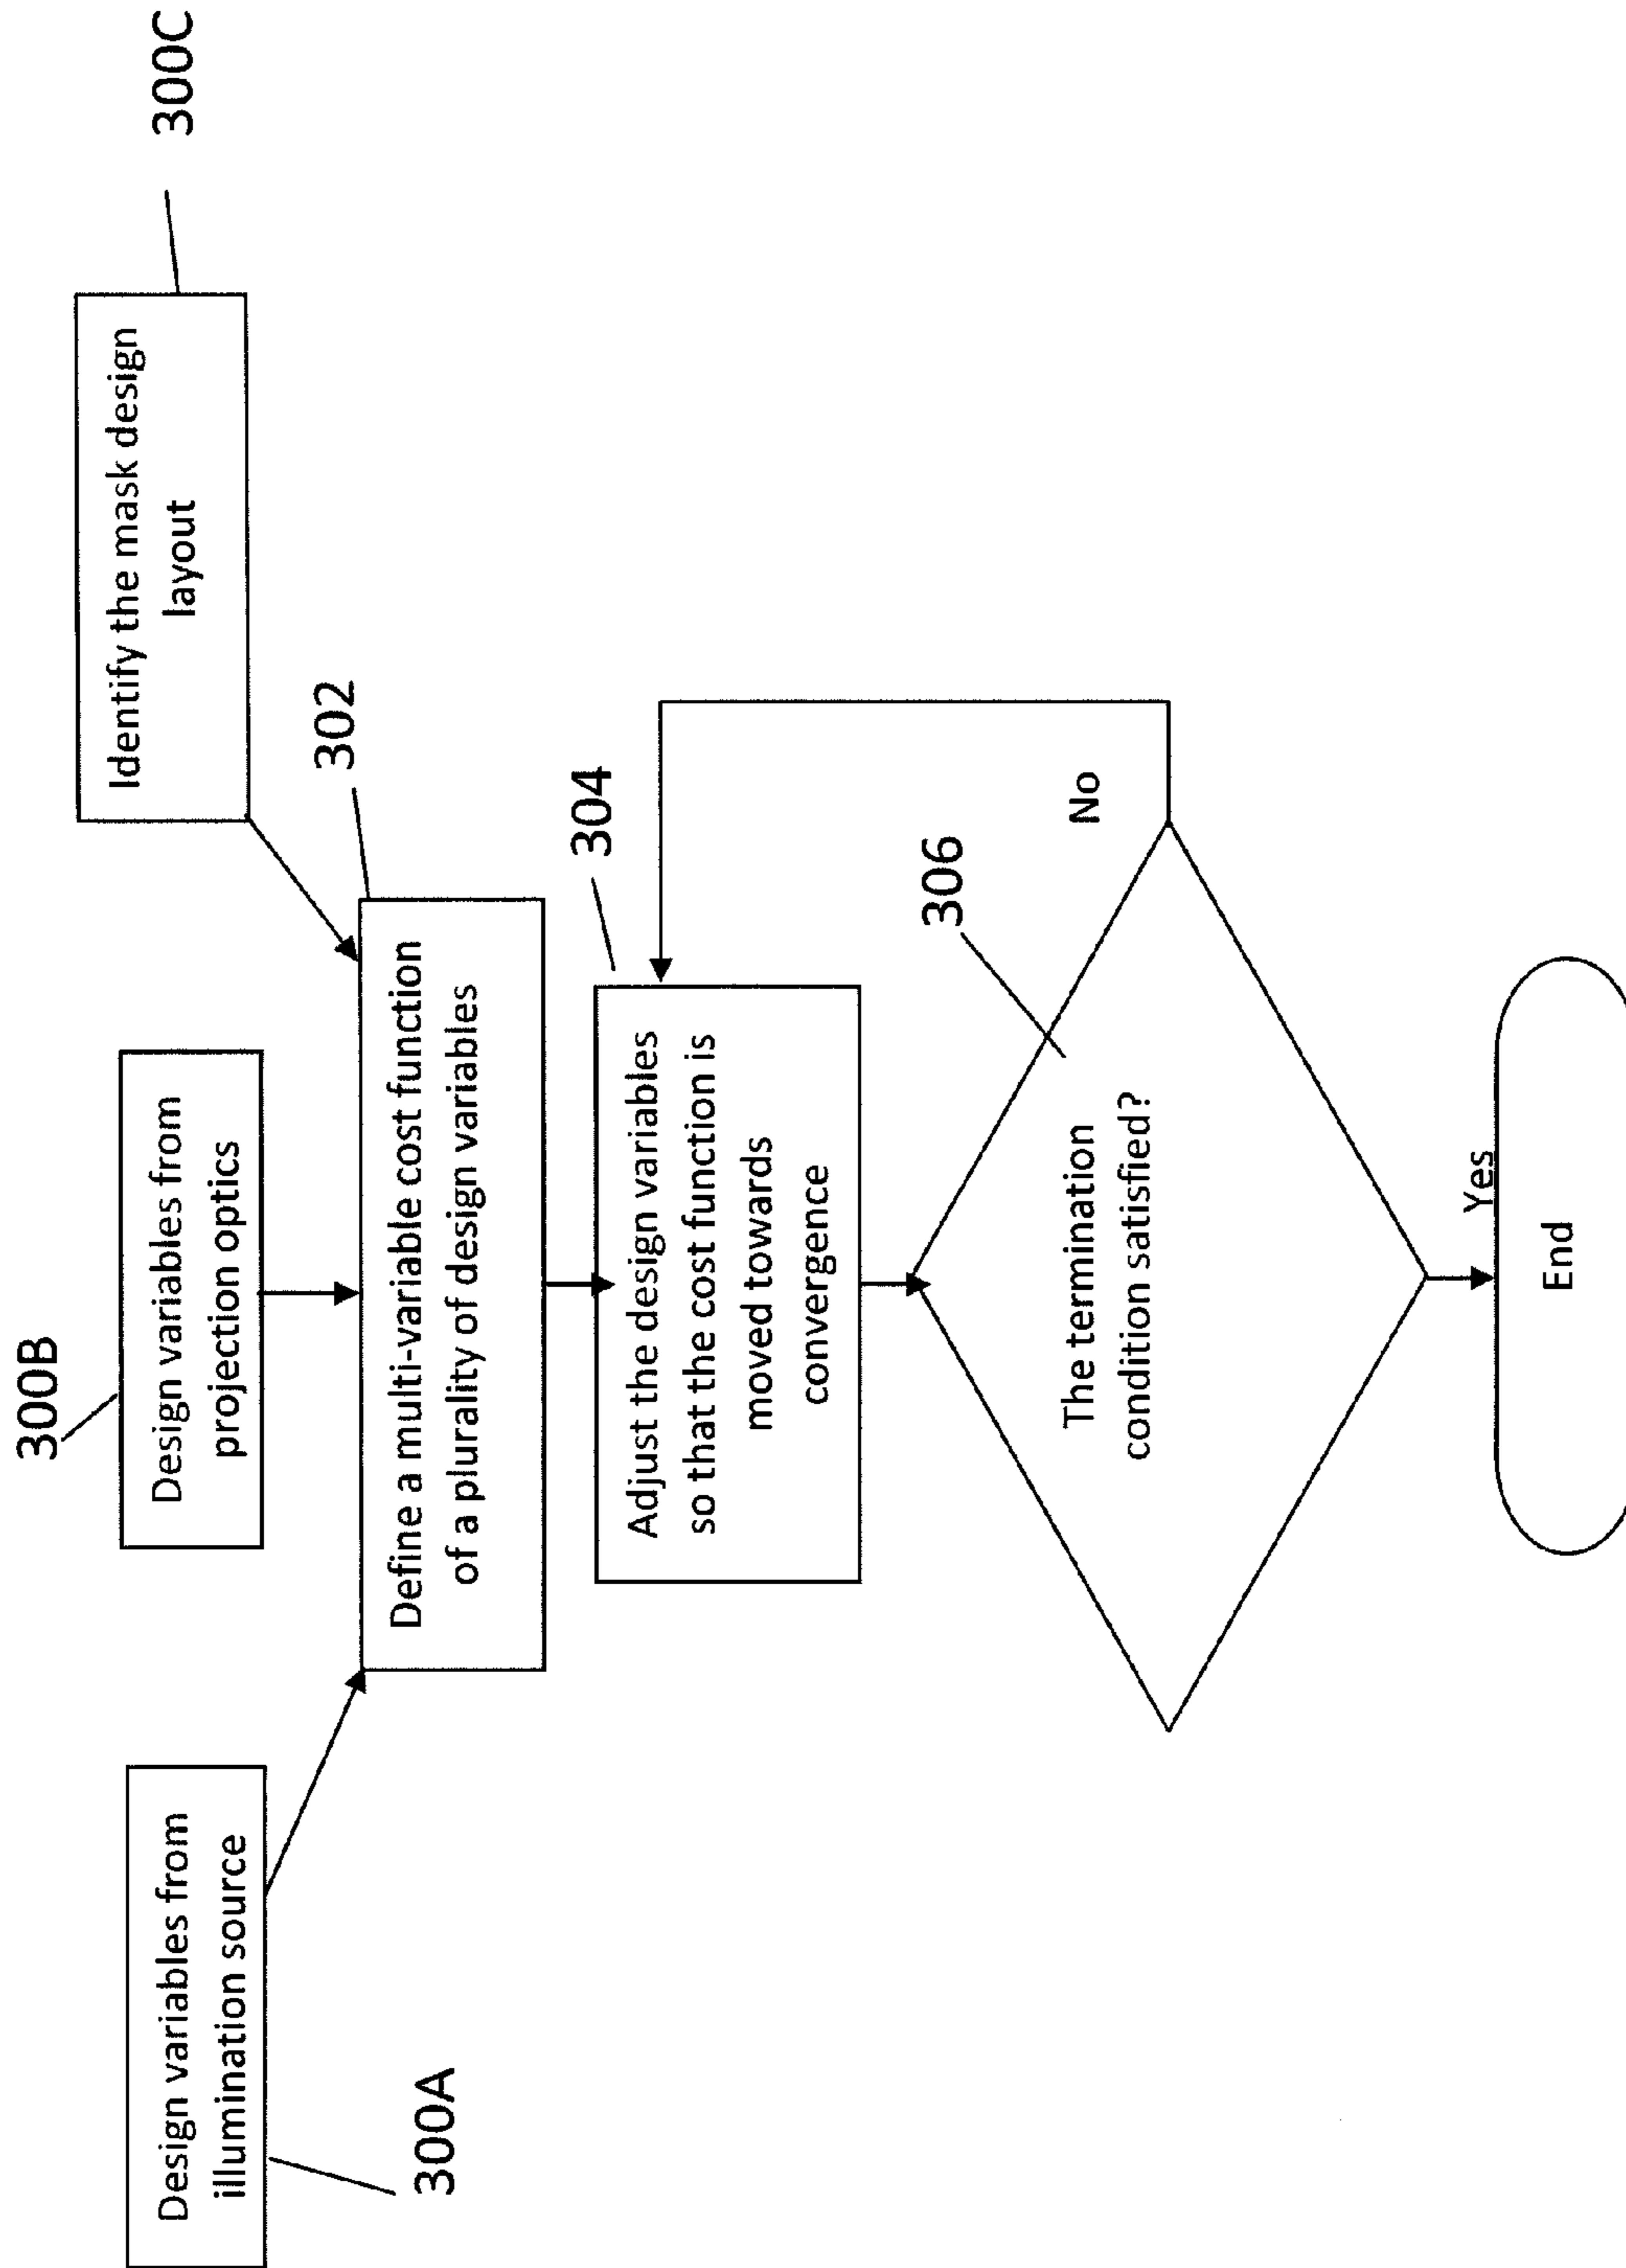 300A
Design variables from
illumination source
300B
Design variables from
projection optics
300C
Identify the mask design
layout
302
Define a multi-variable cost function
of a plurality of design variables
304
Adjust the design variables
so that the cost function is
moved towards
convergence
306
The termination
condition satisfied?
No
Yes
End